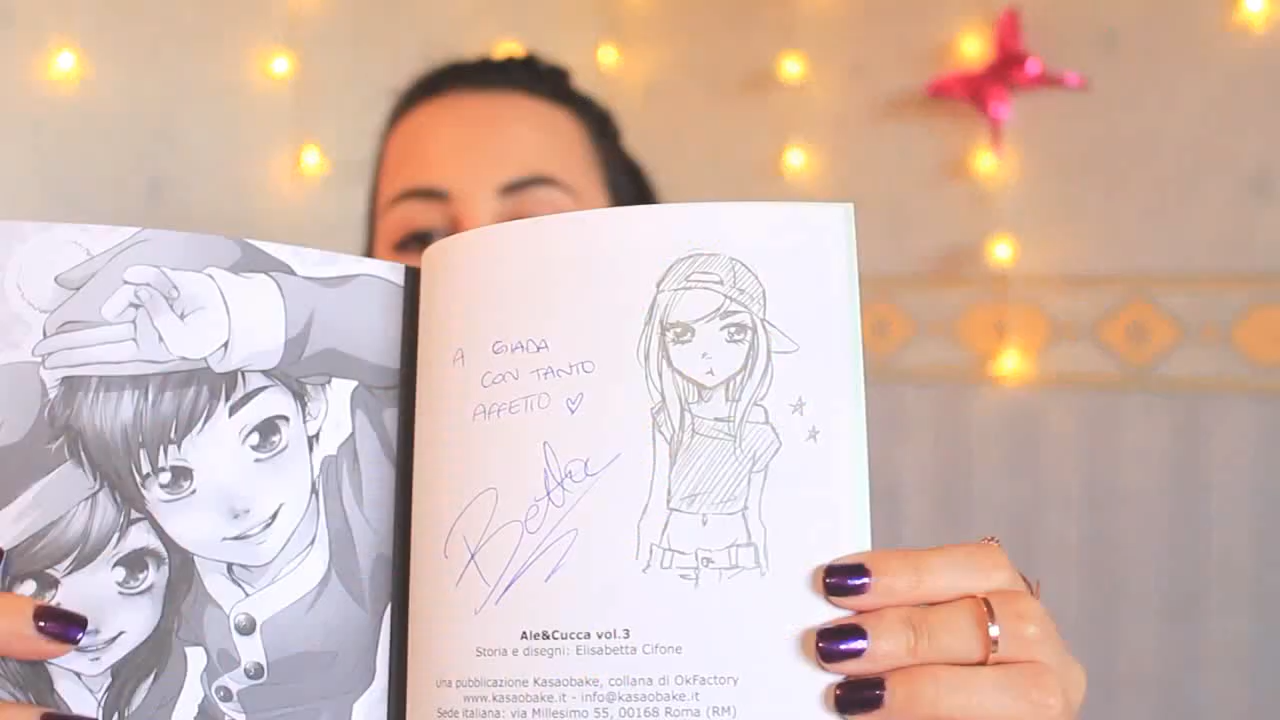 A GIADA
CON TANTO
AFFETTO ♡
Betta
Ale&Cucca vol.3
Storia e disegni: Elisabetta Cifone
Una pubblicazione Kasaobake, collana di OkFactory
www.kasaobake.it - info@kasaobake.it
Sede italiana: via Millesimo 55, 00168 Roma (RM)